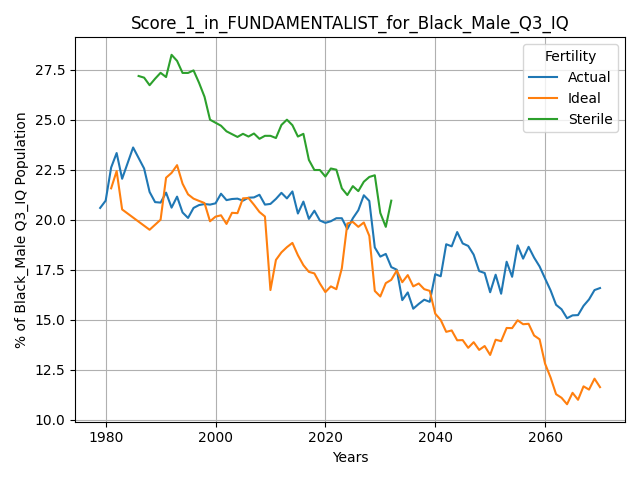 Score_1_in_FUNDAMENTALIST_for_Black_Male_Q3_IQ
Fertility
Actual
Ideal
Sterile
% of Black_Male Q3_IQ Population
27.5
25.0
22.5
20.0
17.5
15.0
12.5
10.0
1980
2000
2020
2040
2060
Years